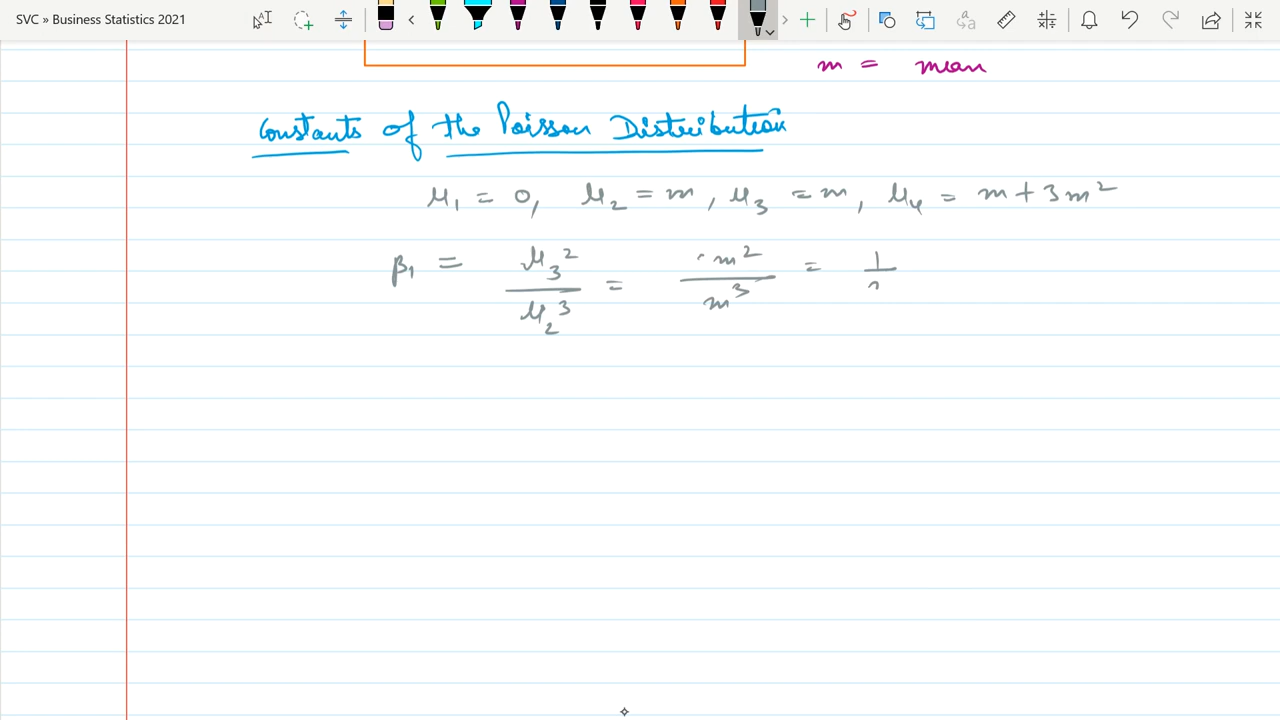 SVC » Business Statistics 2021
m = mean
Constants of the Poisson Distribution
μ₁ = 0, μ₂ = m, μ₃ = m, μ₄ = m + 3m²
β₁ = μ₃²/μ₂³ = m²/m³ = 1/